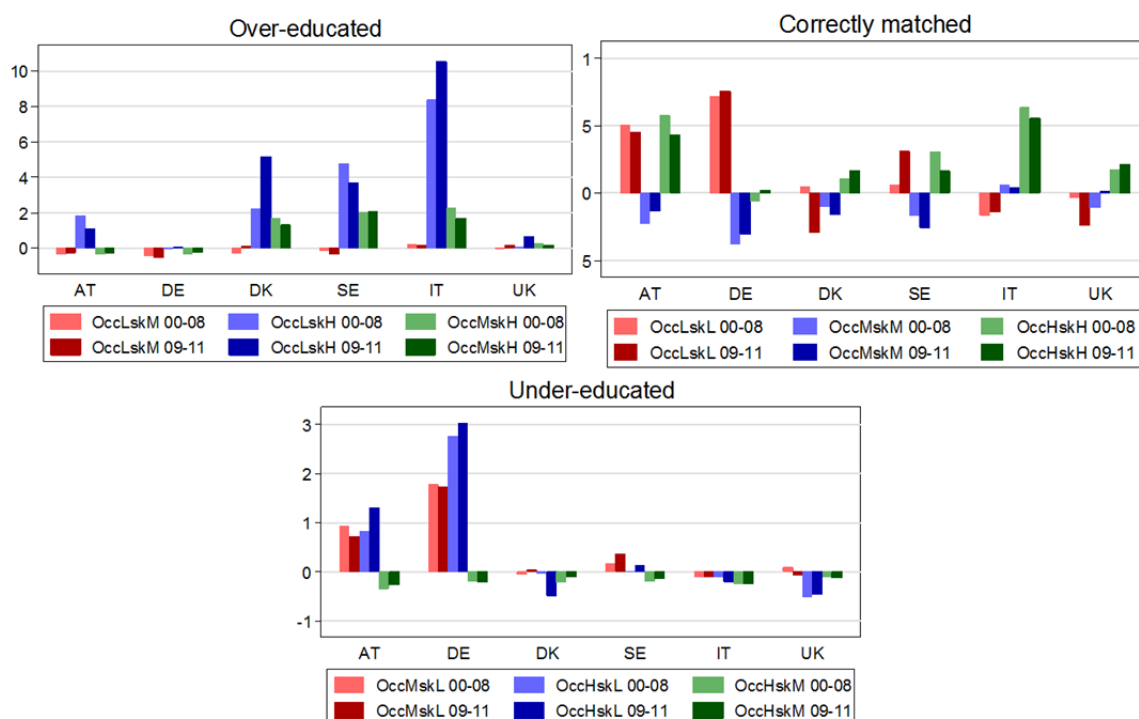 Over-educated
10
8
6
4
2
0
AT DE DK SE IT UK
OccLskM 00-08 OccLskH 00-08 OccMskH 00-08
OccLskM 09-11 OccLskH 09-11 OccMskH 09-11
Correctly matched
1
5
0
5
AT DE DK SE IT UK
OccLskL 00-08 OccMskM 00-08 OccHskH 00-08
OccLskL 09-11 OccMskM 09-11 OccHskH 09-11
Under-educated
3
2
1
0
-1
AT DE DK SE IT UK
OccMskL 00-08 OccHskL 00-08 OccHskM 00-08
OccMskL 09-11 OccHskL 09-11 OccHskM 09-11